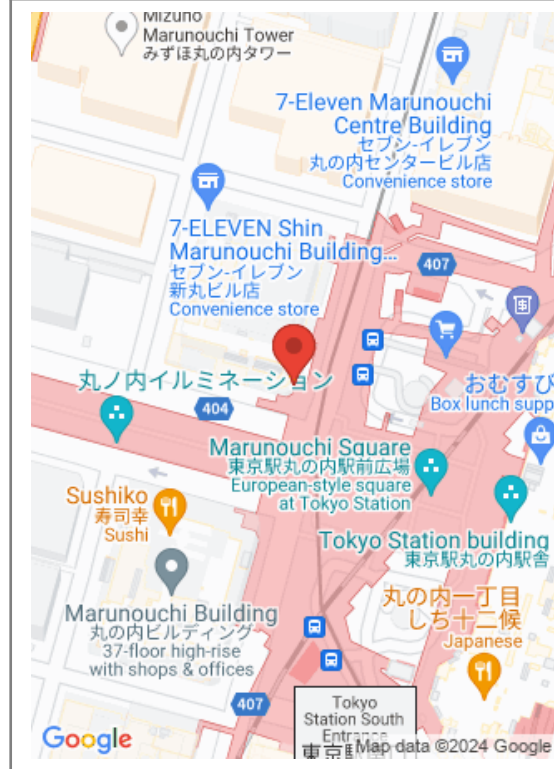 Mizuho
Marunouchi Tower
みずほ丸の内タワー
7-Eleven Marunouchi
Centre Building
セブン-イレブン
丸の内センタービル店
Convenience store
7-ELEVEN Shin
Marunouchi Building...
セブン-イレブン
新丸ビル店
Convenience store
407
丸ノ内イルミネーション
404
おむすび
Box lunch supp
Marunouchi Square
東京駅丸の内駅前広場
European-style square
at Tokyo Station
Sushiko
寿司幸
Sushi
Tokyo Station building
東京駅丸の内駅舎
Marunouchi Building
丸の内ビルディング
37-floor high-rise
with shops & offices
丸の内一丁目
しち十二候
Japanese
407
Tokyo
Station South
Entrance
東京駅
Google
Map data ©2024 Google